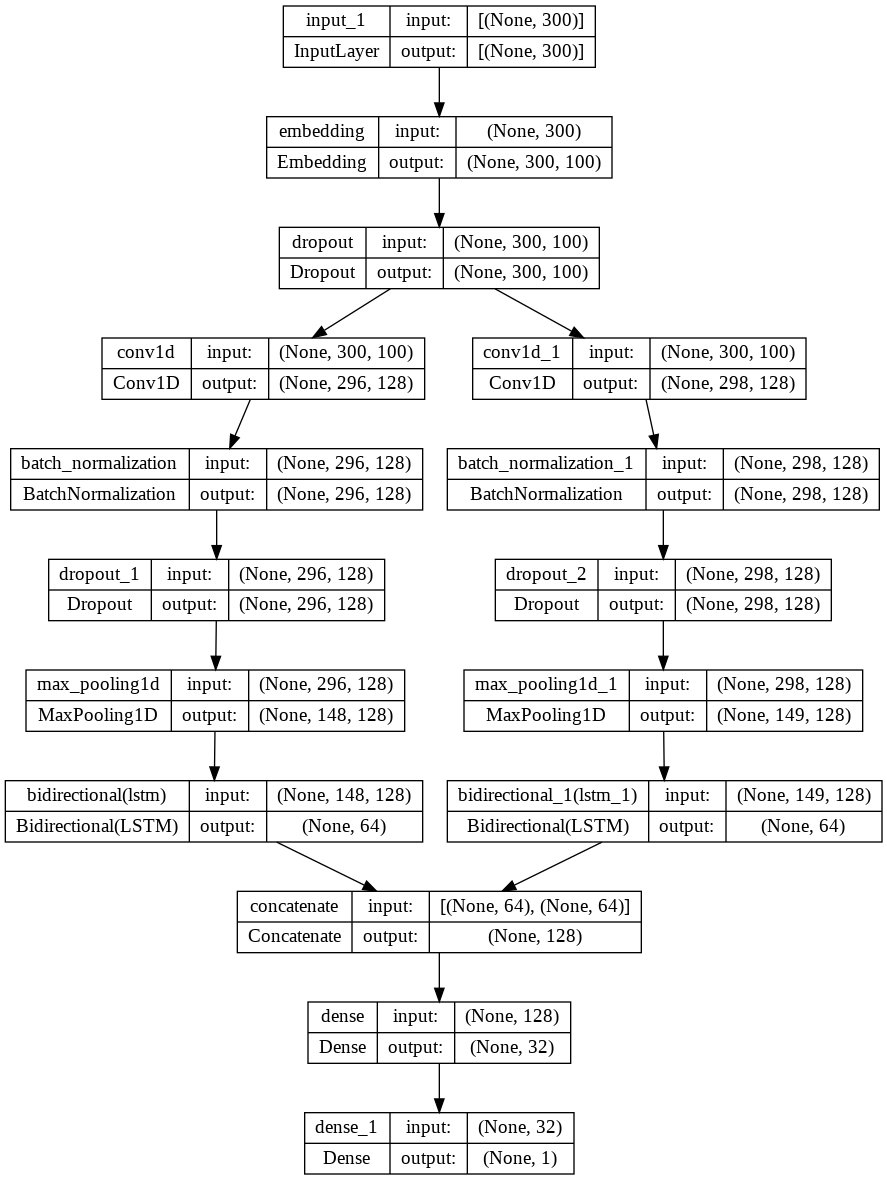 input_1 input: [(None, 300)]
InputLayer output: [(None, 300)]
embedding input: (None, 300)
Embedding output: (None, 300, 100)
dropout input: (None, 300, 100)
Dropout output: (None, 300, 100)
conv1d input: (None, 300, 100)
Conv1D output: (None, 296, 128)
conv1d_1 input: (None, 300, 100)
Conv1D output: (None, 298, 128)
batch_normalization input: (None, 296, 128)
BatchNormalization output: (None, 296, 128)
batch_normalization_1 input: (None, 298, 128)
BatchNormalization output: (None, 298, 128)
dropout_1 input: (None, 296, 128)
Dropout output: (None, 296, 128)
dropout_2 input: (None, 298, 128)
Dropout output: (None, 298, 128)
max_pooling1d input: (None, 296, 128)
MaxPooling1D output: (None, 148, 128)
max_pooling1d_1 input: (None, 298, 128)
MaxPooling1D output: (None, 149, 128)
bidirectional(lstm) input: (None, 148, 128)
Bidirectional(LSTM) output: (None, 64)
bidirectional_1(lstm_1) input: (None, 149, 128)
Bidirectional(LSTM) output: (None, 64)
concatenate input: [(None, 64), (None, 64)]
Concatenate output: (None, 128)
dense input: (None, 128)
Dense output: (None, 32)
dense_1 input: (None, 32)
Dense output: (None, 1)